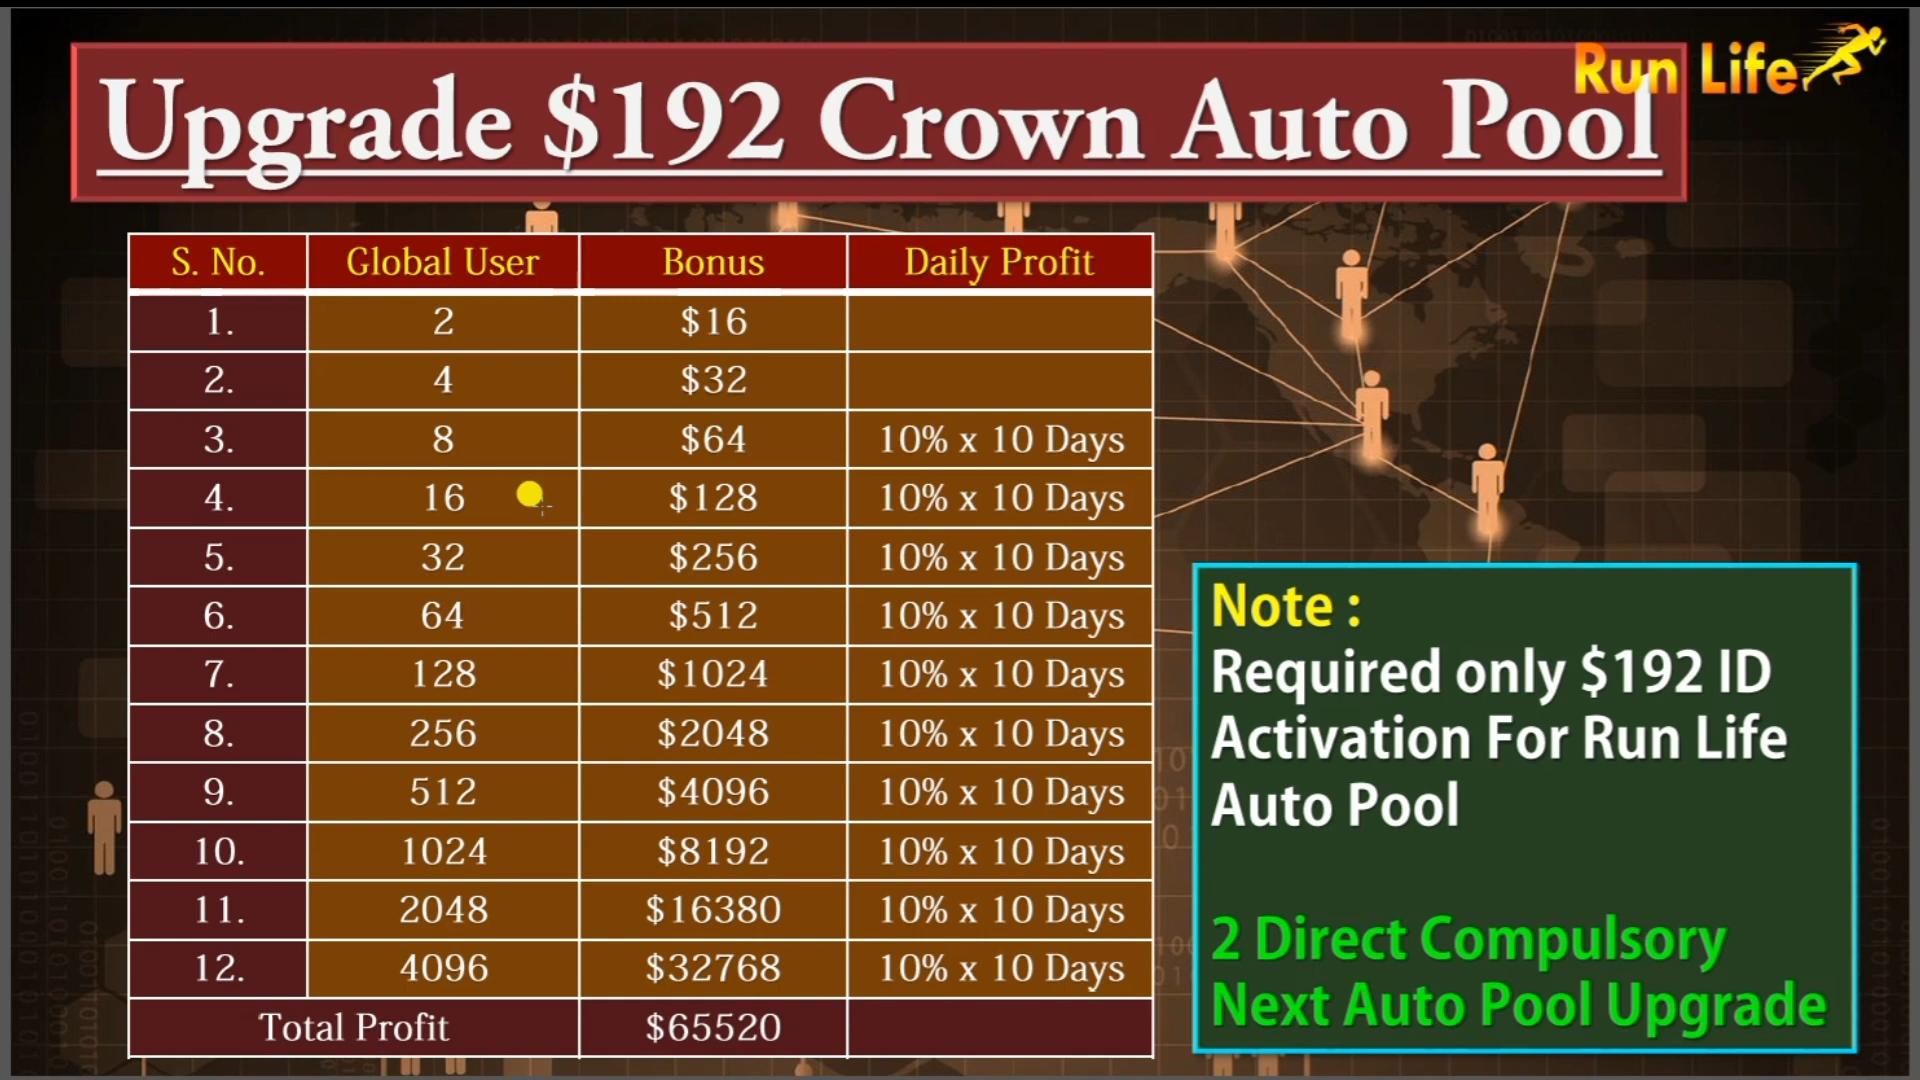 Run Life
Upgrade $192 Crown Auto Pool
S. No. Global User Bonus Daily Profit
1. 2 $16
2. 4 $32
3. 8 $64 10% x 10 Days
4. 16 $128 10% x 10 Days
5. 32 $256 10% x 10 Days
6. 64 $512 10% x 10 Days
7. 128 $1024 10% x 10 Days
8. 256 $2048 10% x 10 Days
9. 512 $4096 10% x 10 Days
10. 1024 $8192 10% x 10 Days
11. 2048 $16380 10% x 10 Days
12. 4096 $32768 10% x 10 Days
Total Profit $65520
Note :
Required only $192 ID
Activation For Run Life
Auto Pool
2 Direct Compulsory
Next Auto Pool Upgrade